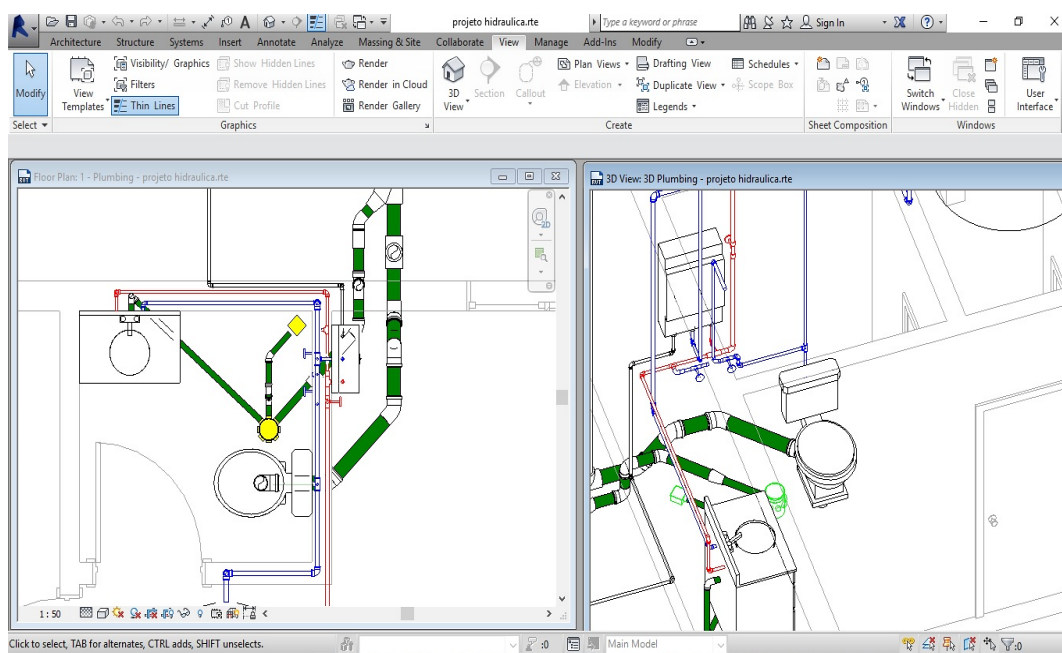 projeto hidraulica.rte
Type a keyword or phrase
Sign In
Architecture Structure Systems Insert Annotate Analyze Massing & Site Collaborate View Manage Add-Ins Modify
Modify
View Templates
Visibility/ Graphics
Filters
Thin Lines
Show Hidden Lines
Remove Hidden Lines
Cut Profile
Render
Render in Cloud
Render Gallery
3D View
Section
Callout
Plan Views
Elevation
Drafting View
Duplicate View
Legends
Schedules
Scope Box
Switch Windows
Close Hidden
User Interface
Select
Graphics
Create
Sheet Composition
Windows
Floor Plan: 1 - Plumbing - projeto hidraulica.rte
3D View: 3D Plumbing - projeto hidraulica.rte
2D
1 : 50
Click to select, TAB for alternates, CTRL adds, SHIFT unselects.
:0
Main Model
:0